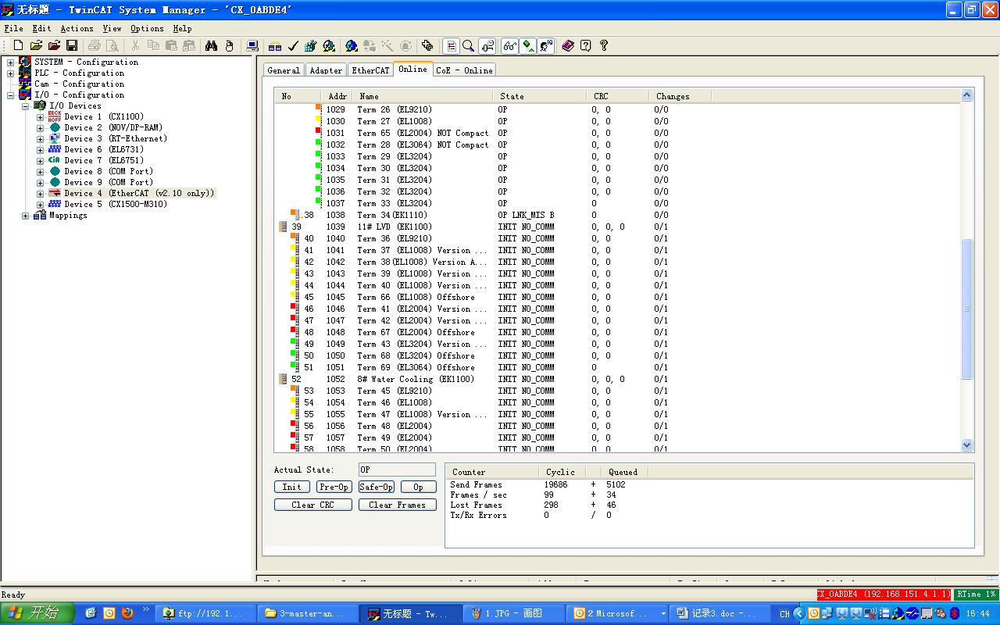 无标题 - TwinCAT System Manager - 'CX_0ABDE4'
File Edit Actions View Options Help
SYSTEM - Configuration
PLC - Configuration
Cam - Configuration
I/O - Configuration
I/O Devices
Device 1 (CX1100)
Device 2 (NOV/DP-RAM)
Device 3 (RT-Ethernet)
Device 6 (EL6731)
Device 7 (EL6751)
Device 8 (COM Port)
Device 9 (COM Port)
Device 4 (EtherCAT (v2.10 only))
Device 5 (CX1500-M310)
Mappings
General Adapter EtherCAT Online CoE - Online
No Addr Name State CRC Changes
1029 Term 26 (EL9210) OP 0, 0 0/0
1030 Term 27 (EL1008) OP 0, 0 0/0
1031 Term 65 (EL2004) NOT Compact OP 0, 0 0/0
1032 Term 23 (EL3064) NOT Compact OP 0, 0 0/0
1033 Term 29 (EL3204) OP 0, 0 0/0
1034 Term 30 (EL3204) OP 0, 0 0/0
1035 Term 31 (EL3204) OP 0, 0 0/0
1036 Term 32 (EL3204) OP 0, 0 0/0
1037 Term 33 (EL3204) OP 0 0/0
38 1038 Term 34(EK1110) OP LNK_MIS B 0 0/0
39 1039 11# LVD (EK1100) INIT NO_COMM 0, 0, 0 0/1
40 1040 Term 36 (EL9210) INIT NO_COMM 0, 0 0/1
41 1041 Term 37 (EL1008) Version ... INIT NO_COMM 0, 0 0/1
42 1042 Term 38(EL1008) Version A... INIT NO_COMM 0, 0 0/1
43 1043 Term 39 (EL1008) Version ... INIT NO_COMM 0, 0 0/1
44 1044 Term 40 (EL1008) Version ... INIT NO_COMM 0, 0 0/1
45 1045 Term 66 (EL1008) Offshore INIT NO_COMM 0, 0 0/1
46 1046 Term 41 (EL2004) Version ... INIT NO_COMM 0, 0 0/1
47 1047 Term 42 (EL2004) Version ... INIT NO_COMM 0, 0 0/1
48 1048 Term 67 (EL2004) Offshore INIT NO_COMM 0, 0 0/1
49 1049 Term 43 (EL3204) Version ... INIT NO_COMM 0, 0 0/1
50 1050 Term 68 (EL3204) Offshore INIT NO_COMM 0, 0 0/1
51 1051 Term 69 (EL3064) Offshore INIT NO_COMM 0 0/1
52 1052 8# Water Cooling (EK1100) INIT NO_COMM 0, 0, 0 0/1
53 1053 Term 45 (EL9210) INIT NO_COMM 0, 0 0/1
54 1054 Term 46 (EL1008) INIT NO_COMM 0, 0 0/1
55 1055 Term 47 (EL1008) Version ... INIT NO_COMM 0, 0 0/1
56 1056 Term 48 (EL2004) INIT NO_COMM 0, 0 0/1
57 1057 Term 49 (EL2004) INIT NO_COMM 0, 0 0/1
58 1058 Term 50 (EL2004) INIT NO_COMM 0, 0 0/1
Actual State: OP
Init Pre-Op Safe-Op Op
Clear CRC Clear Frames
Counter Cyclic Queued
Send Frames 19686 + 5102
Frames / sec 99 + 34
Lost Frames 298 + 46
Tx/Rx Errors 0 / 0
Ready CX_0ABDE4 (192.168.151.4.1.1) RTime 1%
开始 ftp://192.1... 3-master-an... 无标题 - Tw... 1.JPG - 画图 2 Microsof... 记录3.doc -... CH 16:44